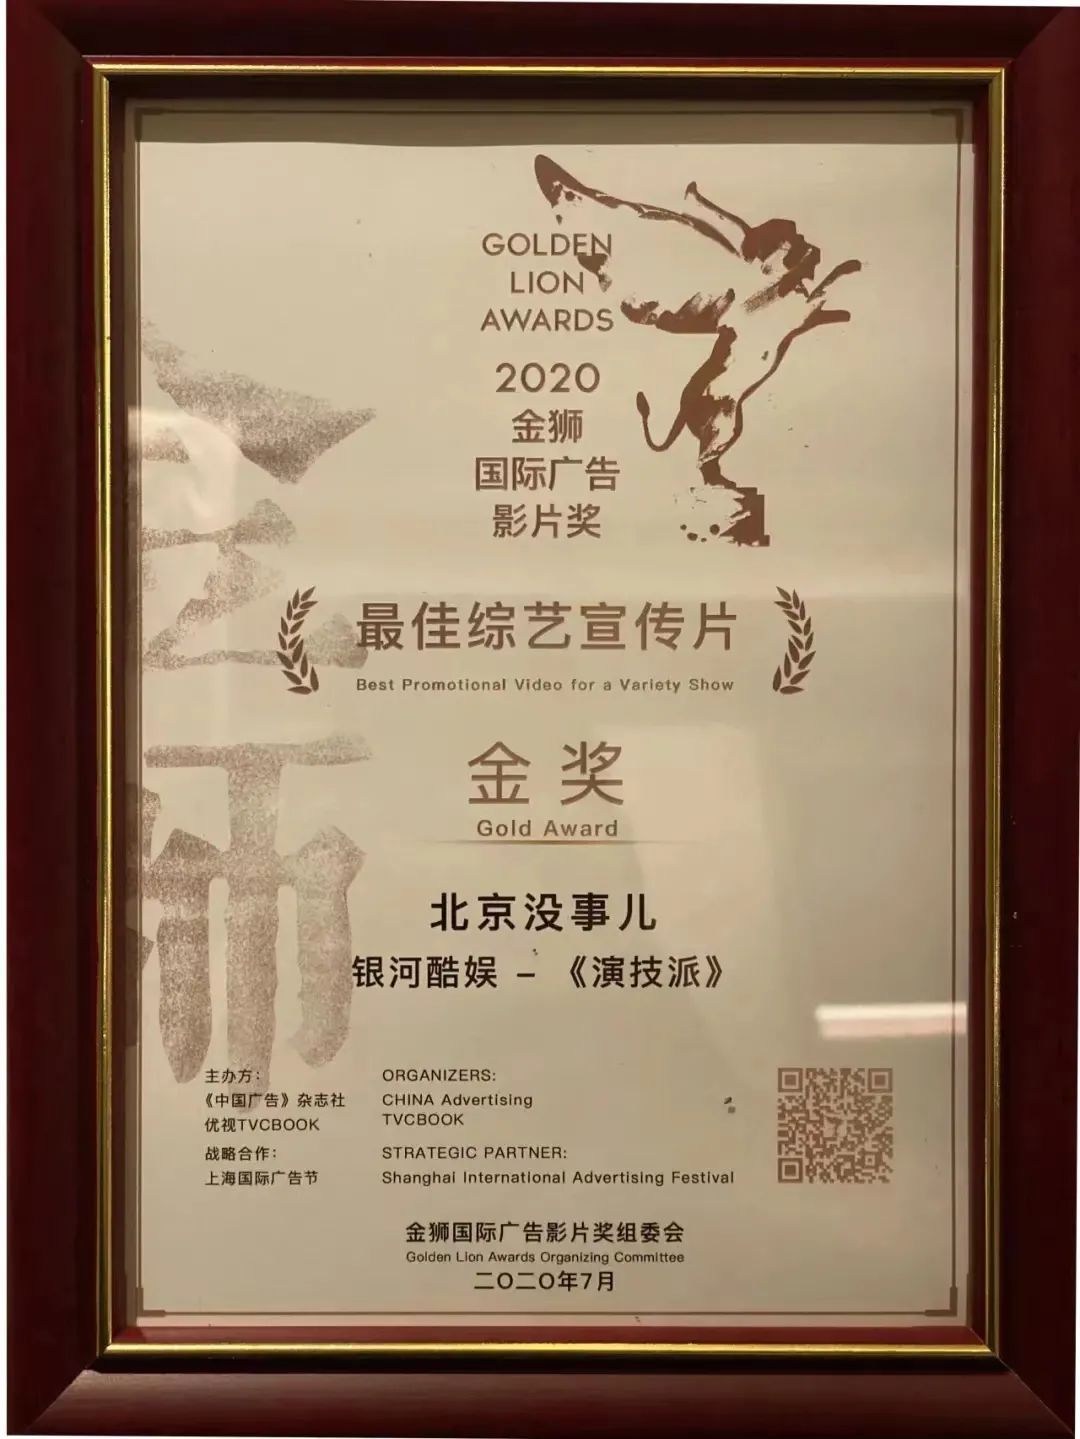 GOLDEN
LION
AWARDS
2020
金狮
国际广告
影片奖
最佳综艺宣传片
Best Promotional Video for a Variety Show
金奖
Gold Award
北京没事儿
银河酷娱 – 《演技派》
主办方：
《中国广告》杂志社
优视TVCBOOK
战略合作：
上海国际广告节
ORGANIZERS:
CHINA Advertising
TVCBOOK
STRATEGIC PARTNER:
Shanghai International Advertising Festival
金狮国际广告影片奖组委会
Golden Lion Awards Organizing Committee
二〇二〇年7月
金狮